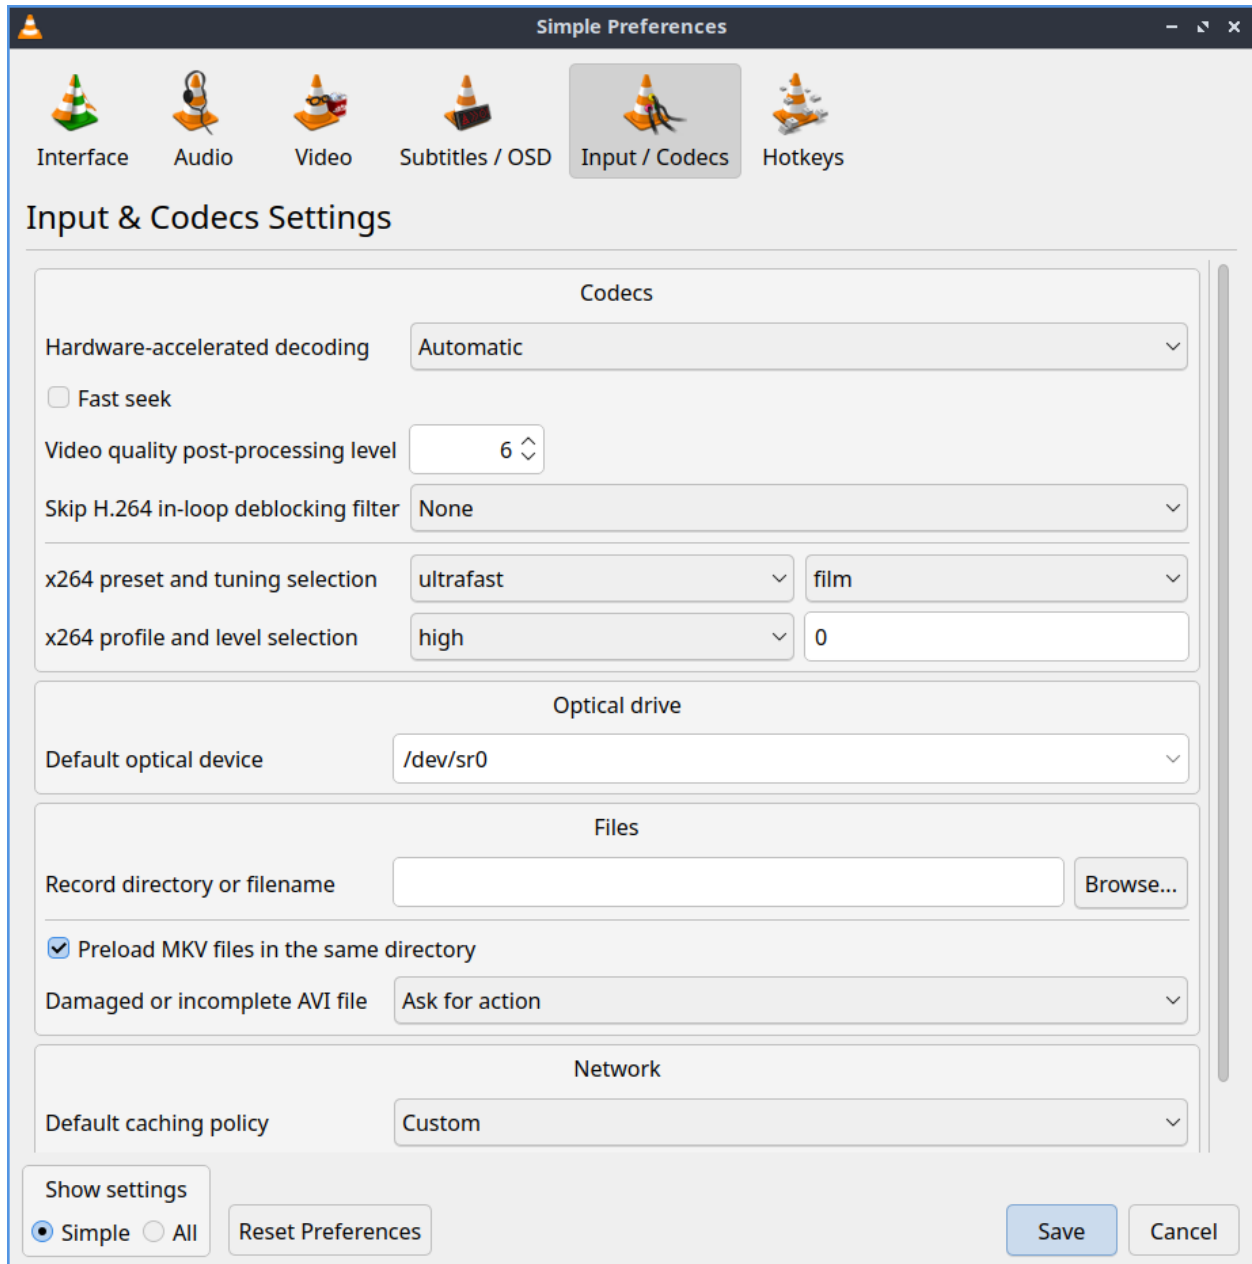 Simple Preferences
Interface Audio Video Subtitles / OSD Input / Codecs Hotkeys
Input & Codecs Settings
Codecs
Hardware-accelerated decoding Automatic
Fast seek
Video quality post-processing level 6
Skip H.264 in-loop deblocking filter None
x264 preset and tuning selection ultrafast film
x264 profile and level selection high 0
Optical drive
Default optical device /dev/sr0
Files
Record directory or filename Browse...
Preload MKV files in the same directory
Damaged or incomplete AVI file Ask for action
Network
Default caching policy Custom
Show settings
Simple All Reset Preferences Save Cancel